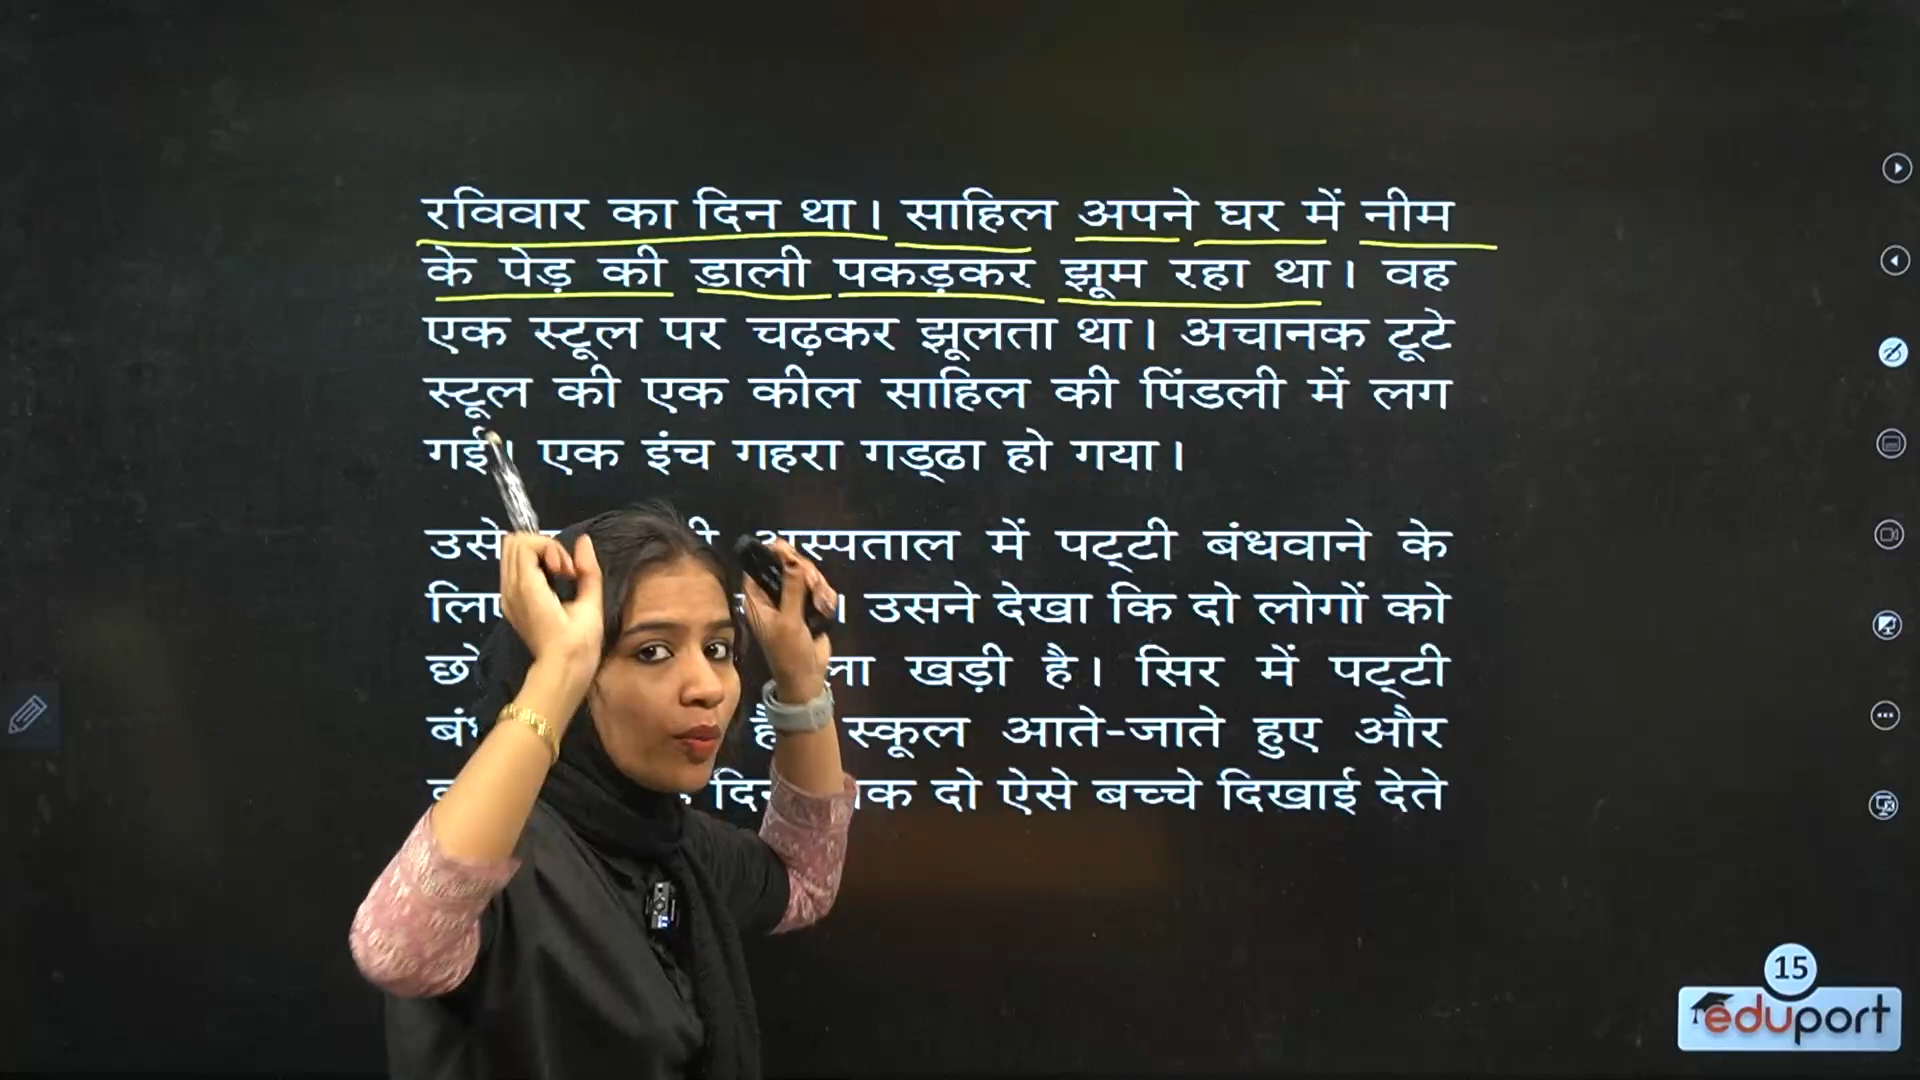 रविवार का दिन था। साहिल अपने घर में नीम
के पेड़ की डाली पकड़कर झूम रहा था। वह
एक स्टूल पर चढ़कर झूलता था। अचानक टूटे
स्टूल की एक कील साहिल की पिंडली में लग
गई। एक इंच गहरा गड्ढा हो गया।
उसे अस्पताल में पट्टी बंधवाने के
। उसने देखा कि दो लोगों को
खड़ी है। सिर में पट्टी
स्कूल आते-जाते हुए और
दो ऐसे बच्चे दिखाई देते
15
eduport